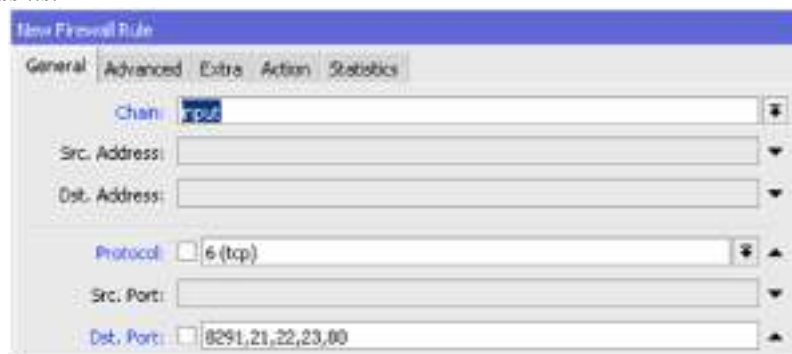 New Firewall Rule
General Advanced Extra Action Statistics
Chain: input
Src. Address:
Dst. Address:
Protocol: 6 (tcp)
Src. Port:
Dst. Port: 8291,21,22,23,80